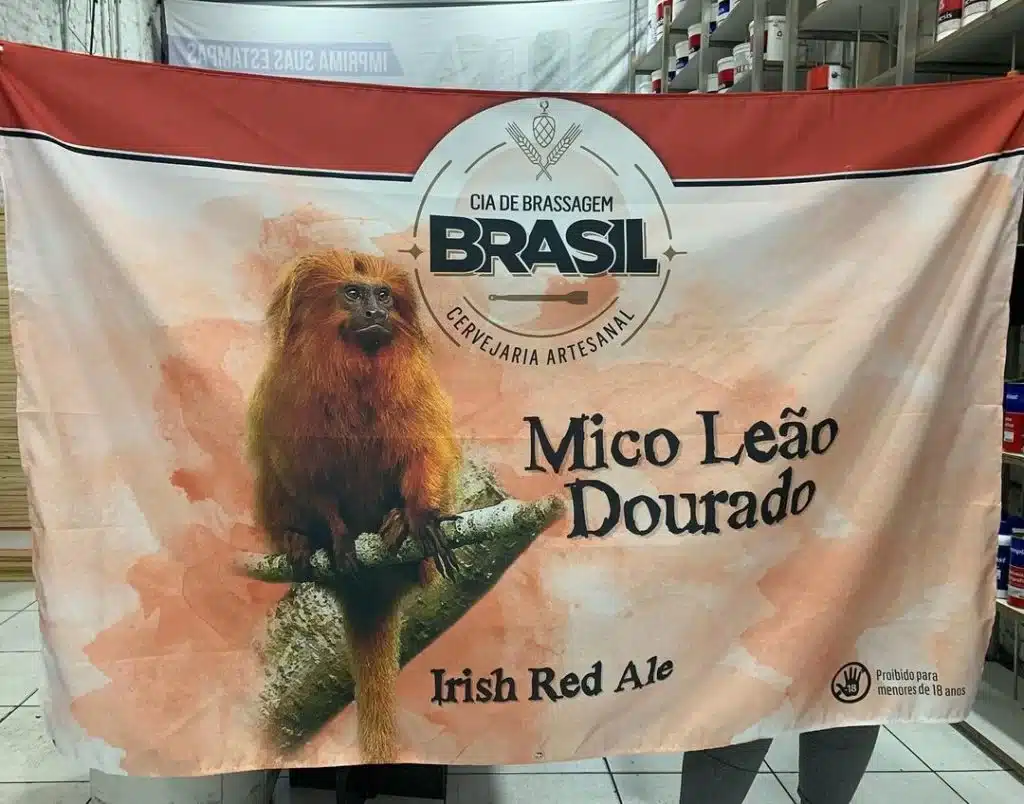 IMPRIMA SUAS ESTAMPAS
CIA DE BRASSAGEM
BRASIL
CERVEJARIA ARTESANAL
Mico Leão
Dourado
Irish Red Ale
18
Proibido para
menores de 18 anos